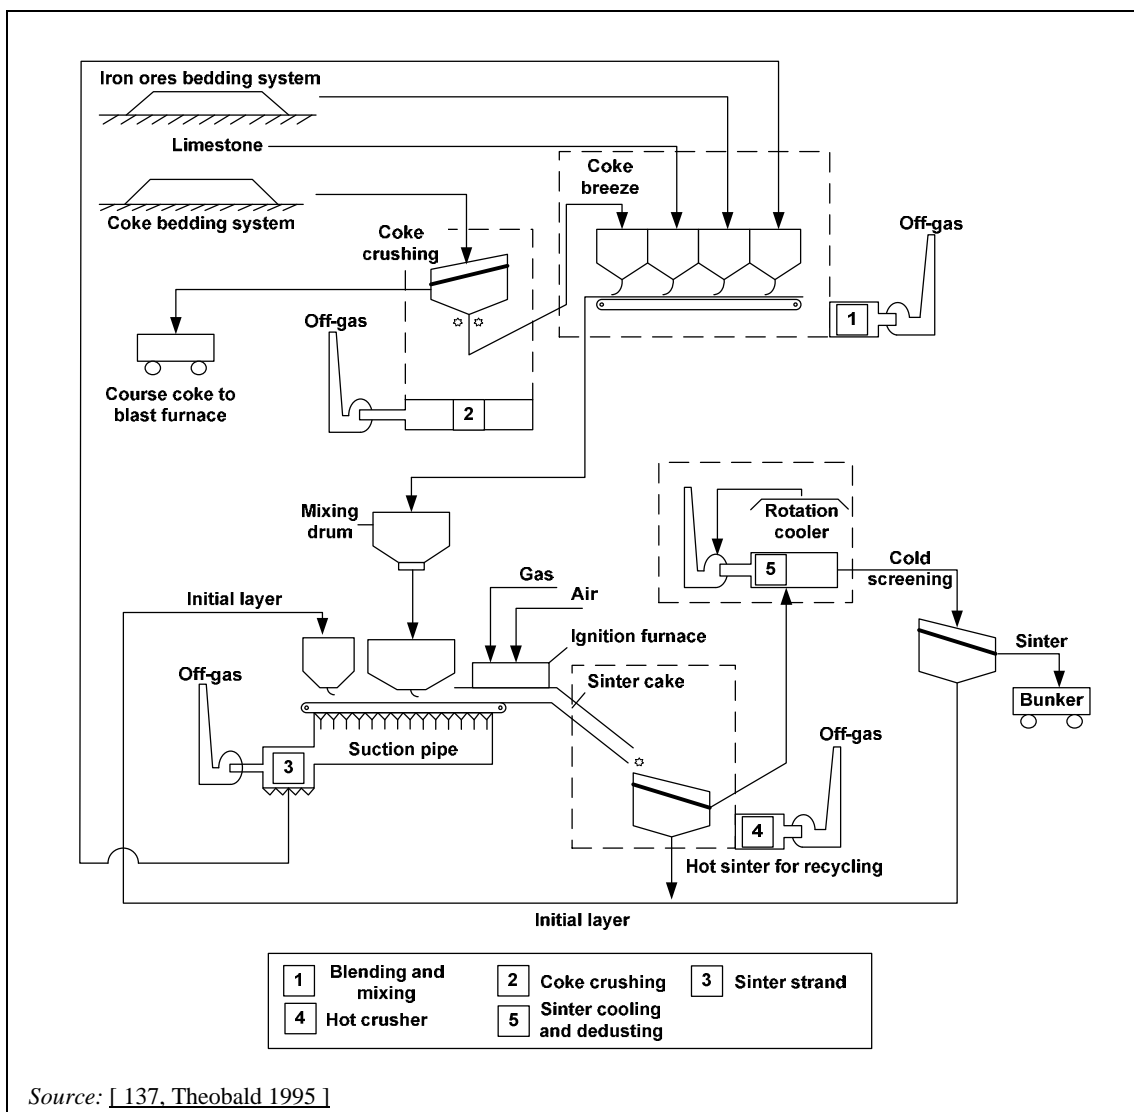 Iron ores bedding system
Limestone
Coke bedding system
Coke
breeze
Coke
crushing
Off-gas
1
Off-gas
Course coke to
blast furnace
2
Mixing
drum
Rotation
cooler
5
Cold
screening
Gas
Air
Initial layer
Ignition furnace
Sinter
Off-gas
Sinter cake
Bunker
Suction pipe
3
Off-gas
4
Hot sinter for recycling
Initial layer
1 Blending and
mixing
2 Coke crushing
3 Sinter strand
4 Hot crusher
5 Sinter cooling
and dedusting
Source: [ 137, Theobald 1995 ]